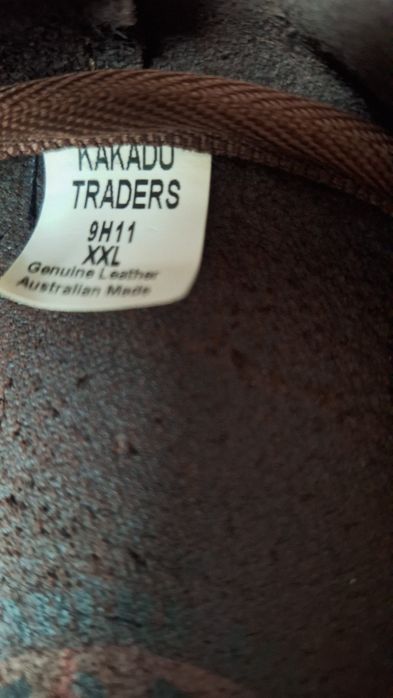 KAKADU
TRADERS
9H11
XXL
Genuine Leather
Australian Made